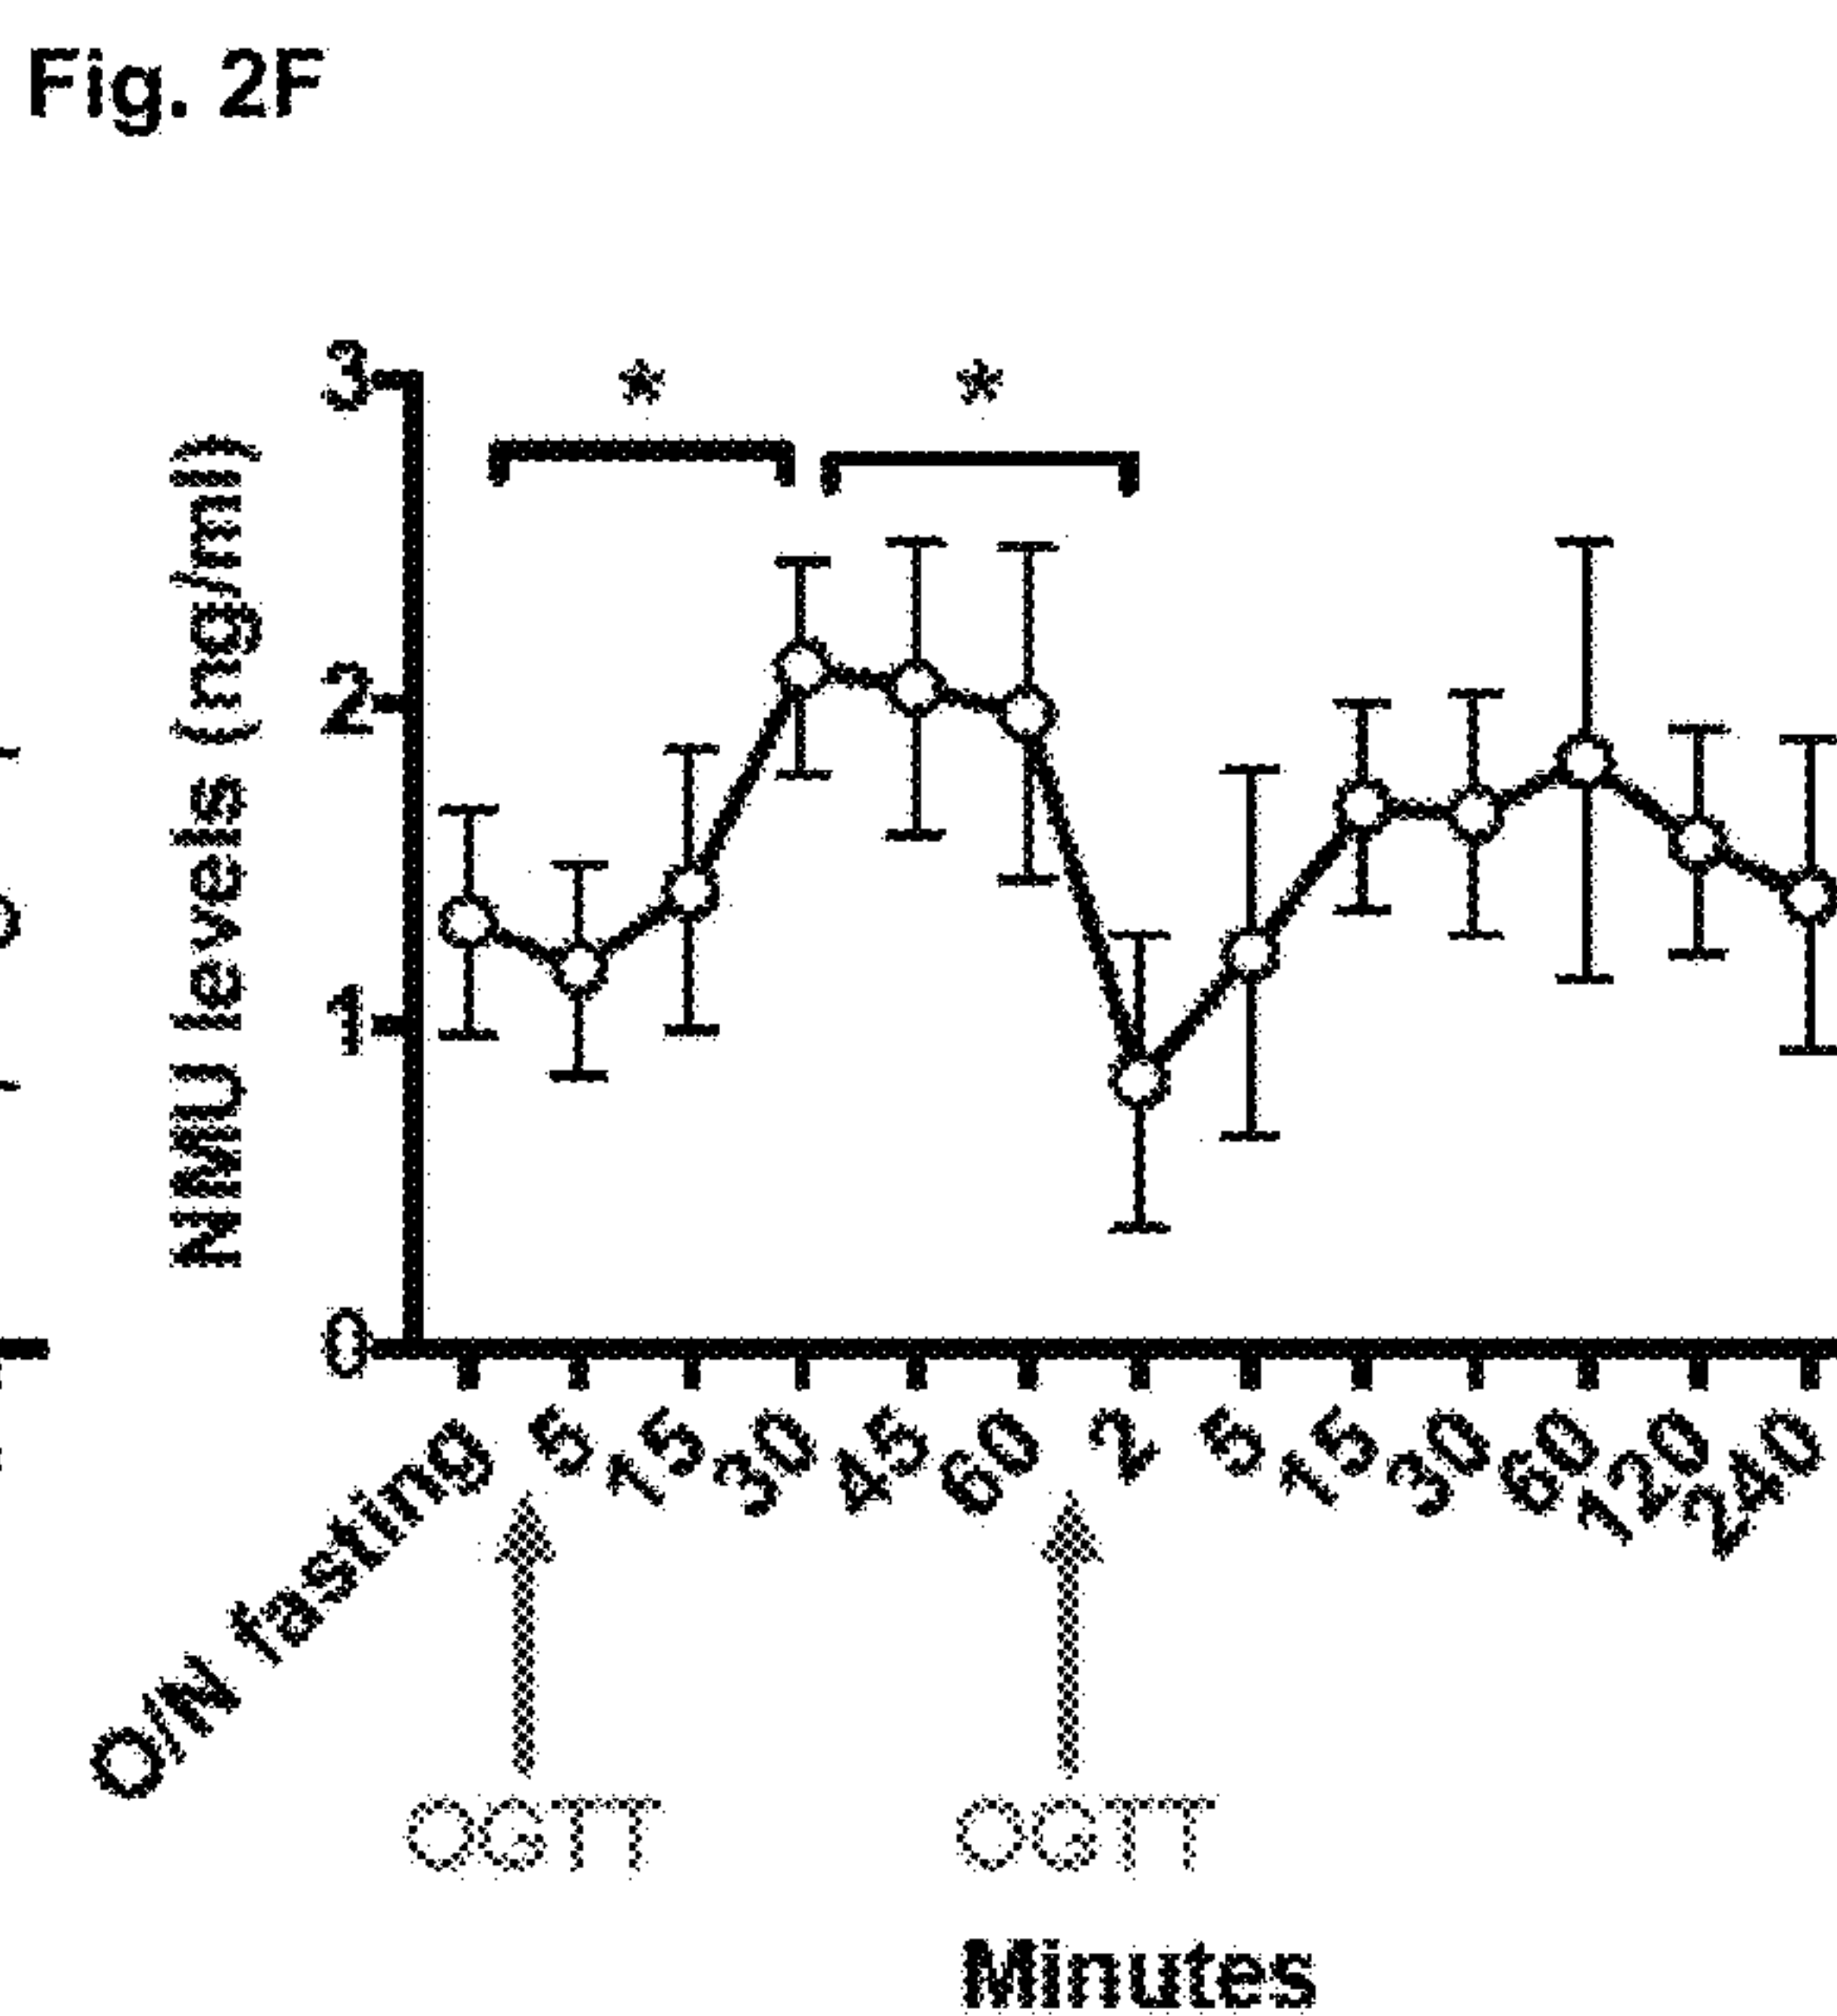 Fig. 2F
* *
3
2
1
0
NMU levels (mg/ml)
O/N fasting 5 15 30 45 60 2 5 15 30 60 120 240
OGTT OGTT
Minutes